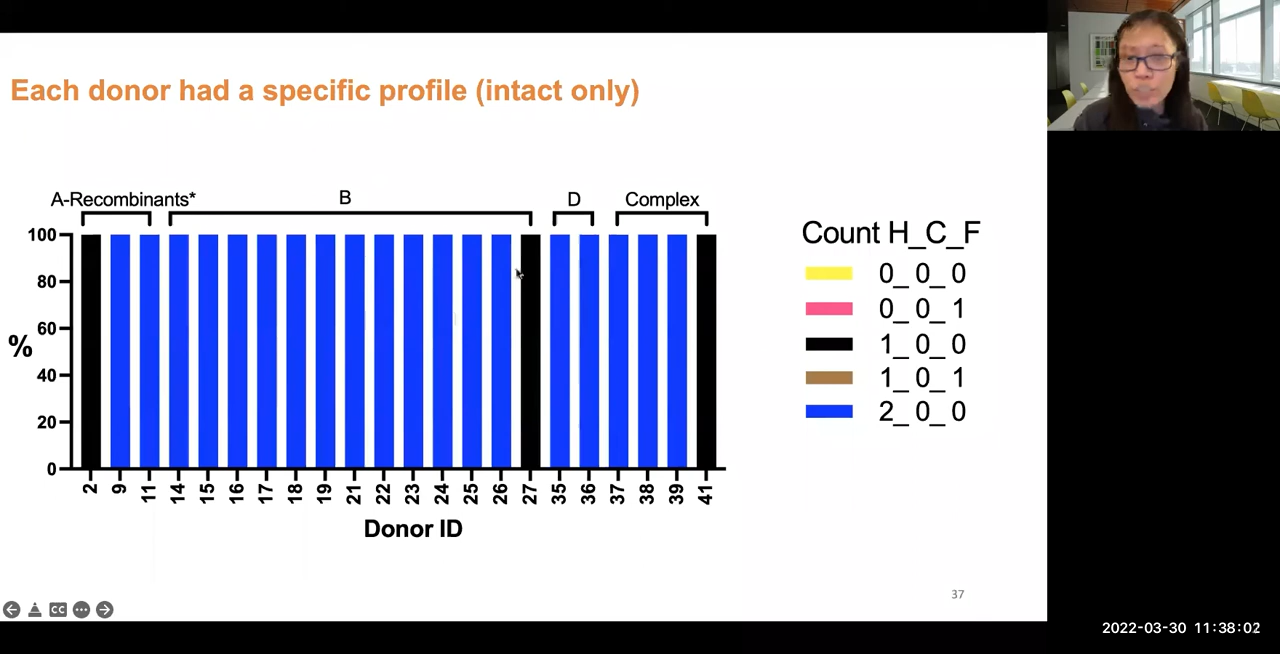 Each donor had a specific profile (intact only)
A-Recombinants* B D Complex
100
80
60
40
20
0
%
2 9 11 14 15 16 17 18 19 21 22 23 24 25 26 27 35 36 37 38 39 41
Donor ID
Count H_C_F
0_ 0_ 0
0_ 0_ 1
1_ 0_ 0
1_ 0_ 1
2_ 0_ 0
37
CC
2022-03-30 11:38:02